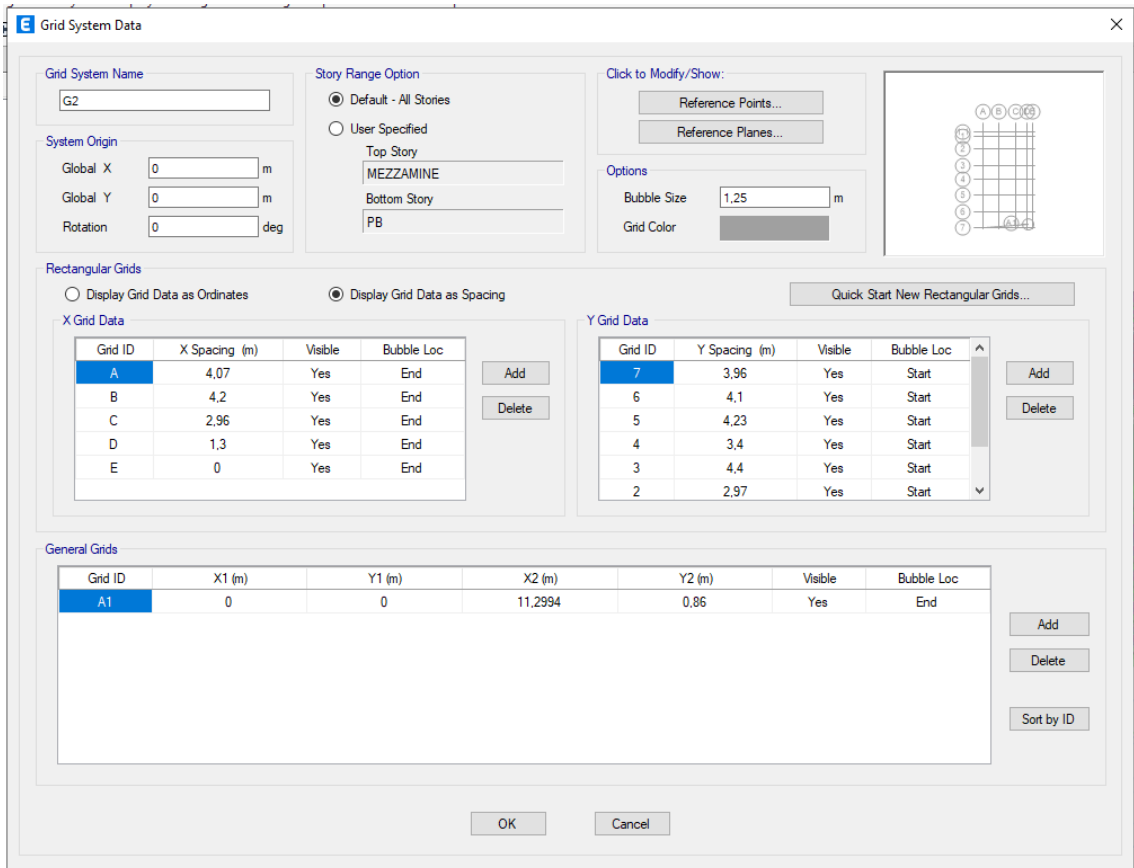 E Grid System Data
Grid System Name
G2
System Origin
Global X 0 m
Global Y 0 m
Rotation 0 deg
Story Range Option
Default - All Stories
User Specified
Top Story
MEZZAMINE
Bottom Story
PB
Click to Modify/Show:
Reference Points...
Reference Planes...
Options
Bubble Size 1,25 m
Grid Color
A B C
2
3
4
5
6
7 A1
Rectangular Grids
Display Grid Data as Ordinates
Display Grid Data as Spacing
Quick Start New Rectangular Grids...
X Grid Data
Grid ID X Spacing (m) Visible Bubble Loc
A 4,07 Yes End
B 4,2 Yes End
C 2,96 Yes End
D 1,3 Yes End
E 0 Yes End
Add
Delete
Y Grid Data
Grid ID Y Spacing (m) Visible Bubble Loc
7 3,96 Yes Start
6 4,1 Yes Start
5 4,23 Yes Start
4 3,4 Yes Start
3 4,4 Yes Start
2 2,97 Yes Start
Add
Delete
General Grids
Grid ID X1 (m) Y1 (m) X2 (m) Y2 (m) Visible Bubble Loc
A1 0 0 11,2994 0,86 Yes End
Add
Delete
Sort by ID
OK Cancel